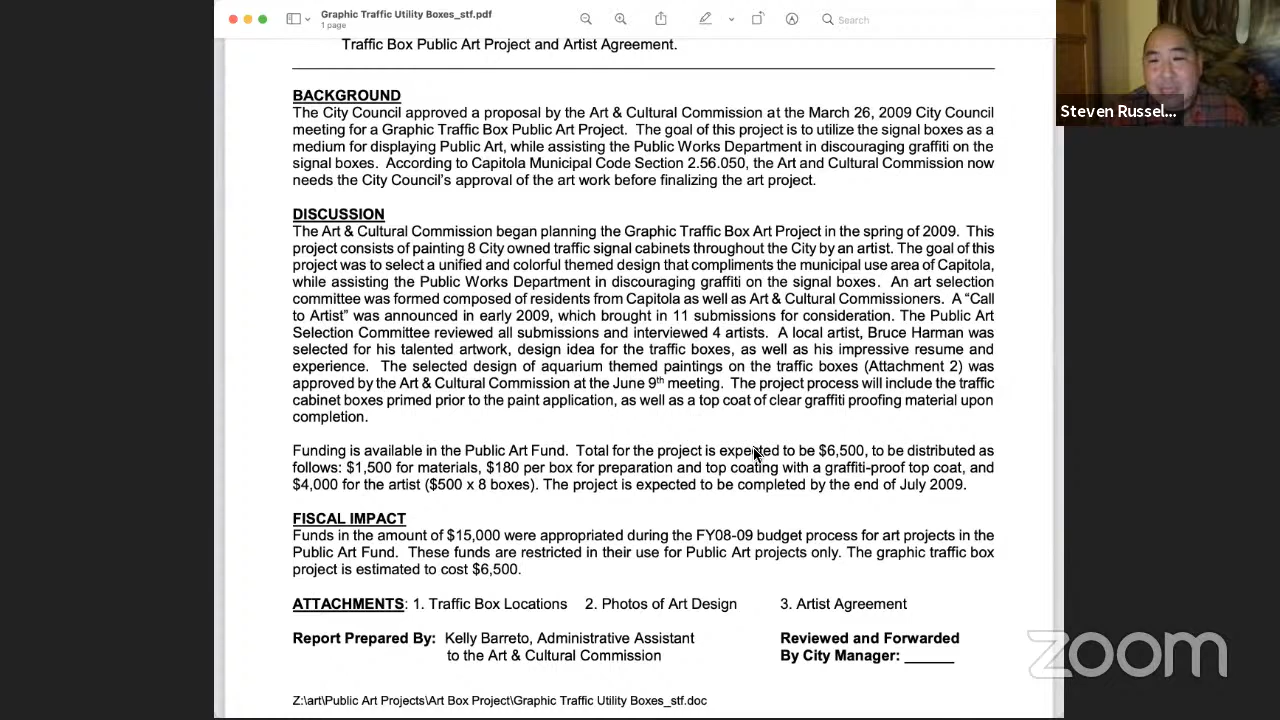 Graphic Traffic Utility Boxes_stf.pdf
1 page
Search
Steven Russel...
Traffic Box Public Art Project and Artist Agreement.
BACKGROUND
The City Council approved a proposal by the Art & Cultural Commission at the March 26, 2009 City Council
meeting for a Graphic Traffic Box Public Art Project.  The goal of this project is to utilize the signal boxes as a
medium for displaying Public Art, while assisting the Public Works Department in discouraging graffiti on the
signal boxes.  According to Capitola Municipal Code Section 2.56.050, the Art and Cultural Commission now
needs the City Council's approval of the art work before finalizing the art project.
DISCUSSION
The Art & Cultural Commission began planning the Graphic Traffic Box Art Project in the spring of 2009.  This
project consists of painting 8 City owned traffic signal cabinets throughout the City by an artist. The goal of this
project was to select a unified and colorful themed design that compliments the municipal use area of Capitola,
while assisting the Public Works Department in discouraging graffiti on the signal boxes.  An art selection
committee was formed composed of residents from Capitola as well as Art & Cultural Commissioners.  A “Call
to Artist” was announced in early 2009, which brought in 11 submissions for consideration. The Public Art
Selection Committee reviewed all submissions and interviewed 4 artists.  A local artist, Bruce Harman was
selected for his talented artwork, design idea for the traffic boxes, as well as his impressive resume and
experience.  The selected design of aquarium themed paintings on the traffic boxes (Attachment 2) was
approved by the Art & Cultural Commission at the June 9th meeting.  The project process will include the traffic
cabinet boxes primed prior to the paint application, as well as a top coat of clear graffiti proofing material upon
completion.
Funding is available in the Public Art Fund.  Total for the project is expected to be $6,500, to be distributed as
follows: $1,500 for materials, $180 per box for preparation and top coating with a graffiti-proof top coat, and
$4,000 for the artist ($500 x 8 boxes). The project is expected to be completed by the end of July 2009.
FISCAL IMPACT
Funds in the amount of $15,000 were appropriated during the FY08-09 budget process for art projects in the
Public Art Fund.  These funds are restricted in their use for Public Art projects only. The graphic traffic box
project is estimated to cost $6,500.
ATTACHMENTS: 1. Traffic Box Locations 2. Photos of Art Design 3. Artist Agreement
Report Prepared By: Kelly Barreto, Administrative Assistant
to the Art & Cultural Commission
Reviewed and Forwarded
By City Manager: ______
Z:\art\Public Art Projects\Art Box Project\Graphic Traffic Utility Boxes_stf.doc
zoom